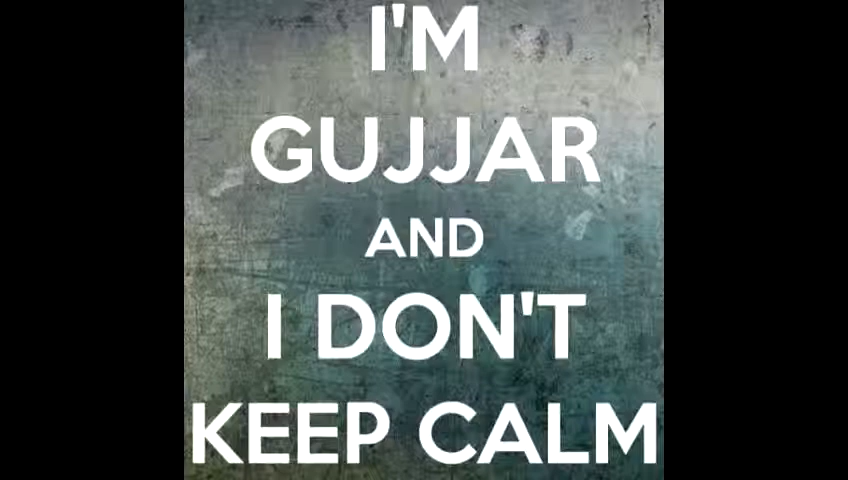 I'M
GUJJAR
AND
I DON'T
KEEP CALM